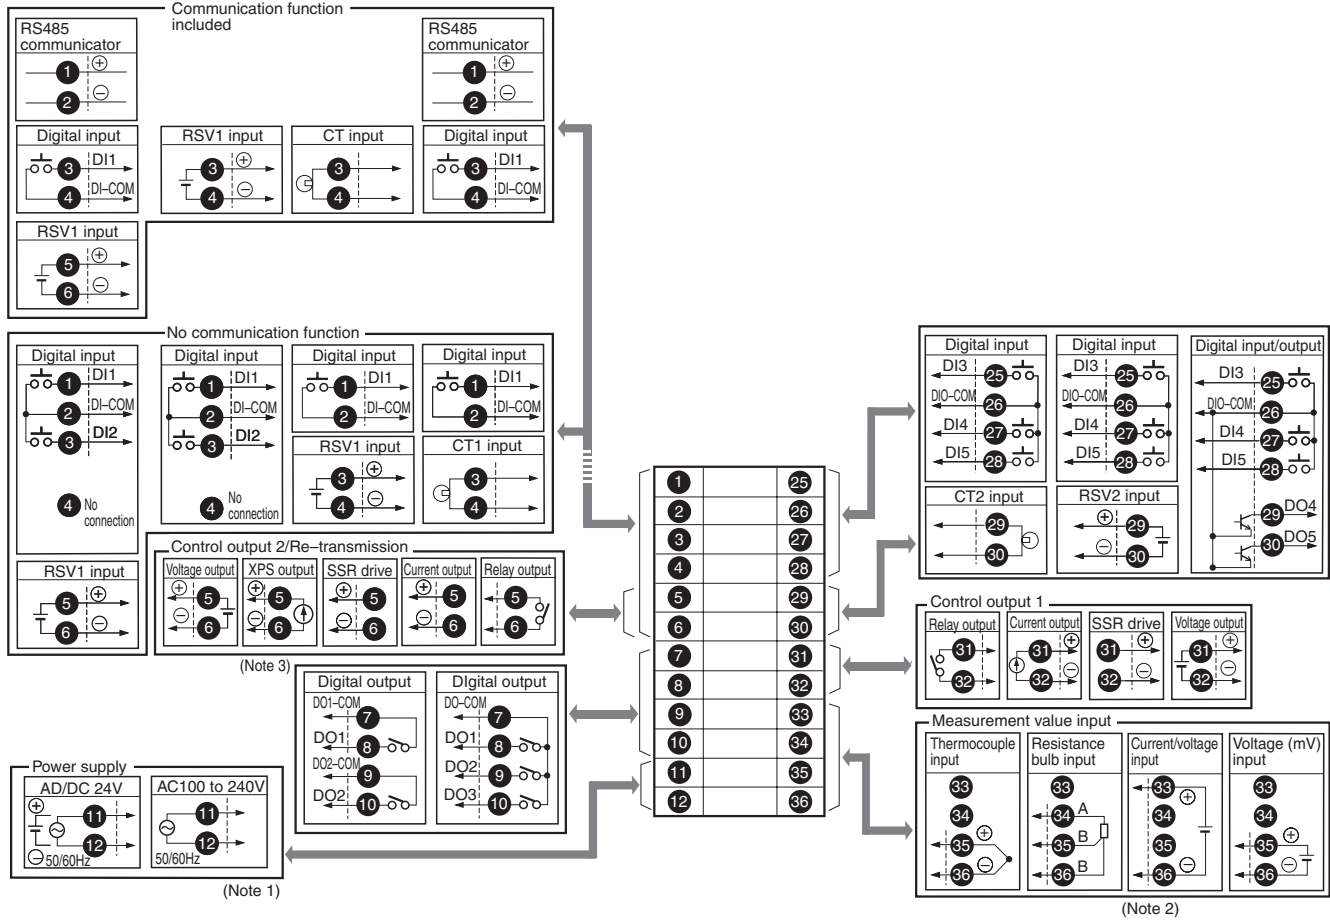 Communication function
included
RS485
communicator
1 ⊕
2 ⊖
RS485
communicator
1 ⊕
2 ⊖
Digital input
3 DI1
4 DI–COM
RSV1 input
3 ⊕
4 ⊖
CT input
3
4
Digital input
3 DI1
4 DI–COM
RSV1 input
5 ⊕
6 ⊖
No communication function
Digital input
1 DI1
2 DI–COM
3 DI2
4 No
connection
Digital input
1 DI1
2 DI–COM
3 DI2
4 No
connection
Digital input
1 DI1
2 DI–COM
RSV1 input
3 ⊕
4 ⊖
Digital input
1 DI1
2 DI–COM
CT1 input
3
4
RSV1 input
5 ⊕
6 ⊖
Control output 2/Re–transmission
Voltage output
⊕ 5
⊖ 6
XPS output
⊕ 5
⊖ 6
SSR drive
⊕ 5
⊖ 6
Current output
⊕ 5
⊖ 6
Relay output
5
6
(Note 3)
Digital output
DO1–COM
7
DO1 8
DO2–COM
9
DO2 10
DIgital output
DO–COM
7
DO1 8
DO2 9
DO3 10
Power supply
AD/DC 24V
⊕ 11
12
⊖ 50/60Hz
AC100 to 240V
11
12
50/60Hz
(Note 1)
1 25
2 26
3 27
4 28
5 29
6 30
7 31
8 32
9 33
10 34
11 35
12 36
Digital input
DI3 25
DIO–COM 26
DI4 27
DI5 28
Digital input
DI3 25
DIO–COM 26
DI4 27
DI5 28
Digital input/output
DI3 25
DIO–COM 26
DI4 27
DI5 28
29 DO4
30 DO5
CT2 input
29
30
RSV2 input
⊕ 29
⊖ 30
Control output 1
Relay output
31
32
Current output
31 ⊕
32 ⊖
SSR drive
31 ⊕
32 ⊖
Voltage output
31 ⊕
32 ⊖
Measurement value input
Thermocouple
input
33
34
35 ⊕
36 ⊖
Resistance
bulb input
33
34 A
35 B
36 B
Current/voltage
input
33 ⊕
34
35
36 ⊖
Voltage (mV)
input
33
34
35 ⊕
36 ⊖
(Note 2)